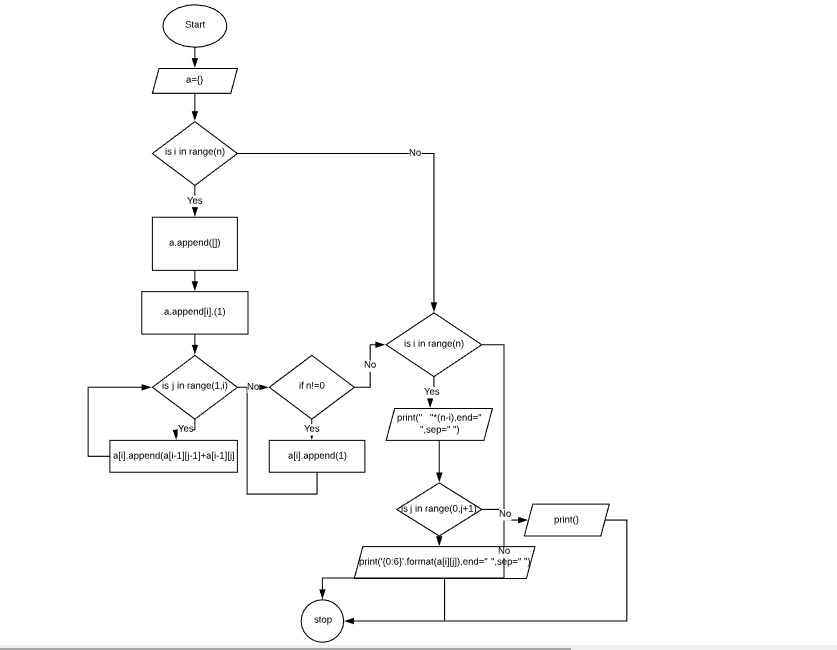 Start
a={}
is i in range(n)
No
Yes
a.append([])
a.append[i].(1)
is j in range(1,i)
No
if n!=0
No
is i in range(n)
Yes
Yes
Yes
print("   "*(n-i),end="
",sep=" ")
a[i].append(a[i-1][j-1]+a[i-1][j]
a[i].append(1)
is j in range(0,j+1)
No
print()
No
print('{0:6}'.format(a[i][j]),end=" ",sep=" ")
stop